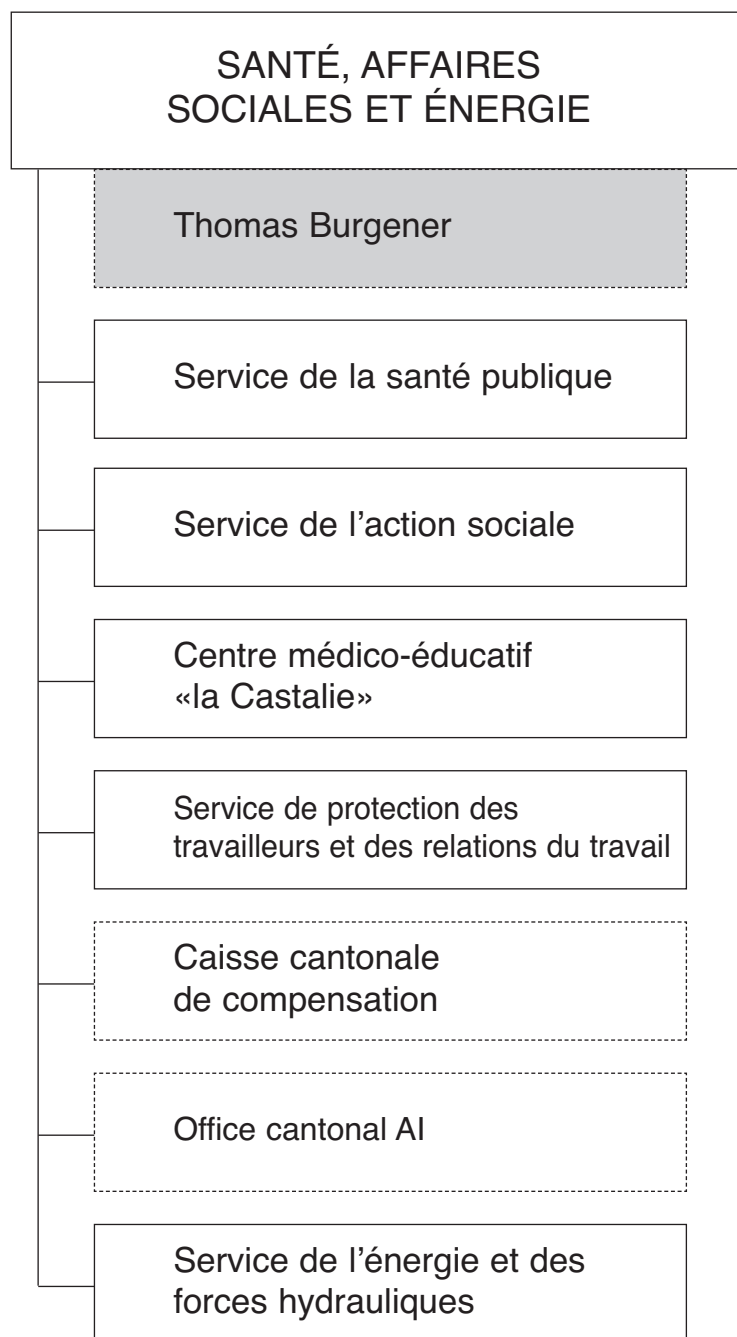 SANTÉ, AFFAIRES
SOCIALES ET ÉNERGIE
Thomas Burgener
Service de la santé publique
Service de l'action sociale
Centre médico-éducatif
«la Castalie»
Service de protection des
travailleurs et des relations du travail
Caisse cantonale
de compensation
Office cantonal AI
Service de l'énergie et des
forces hydrauliques